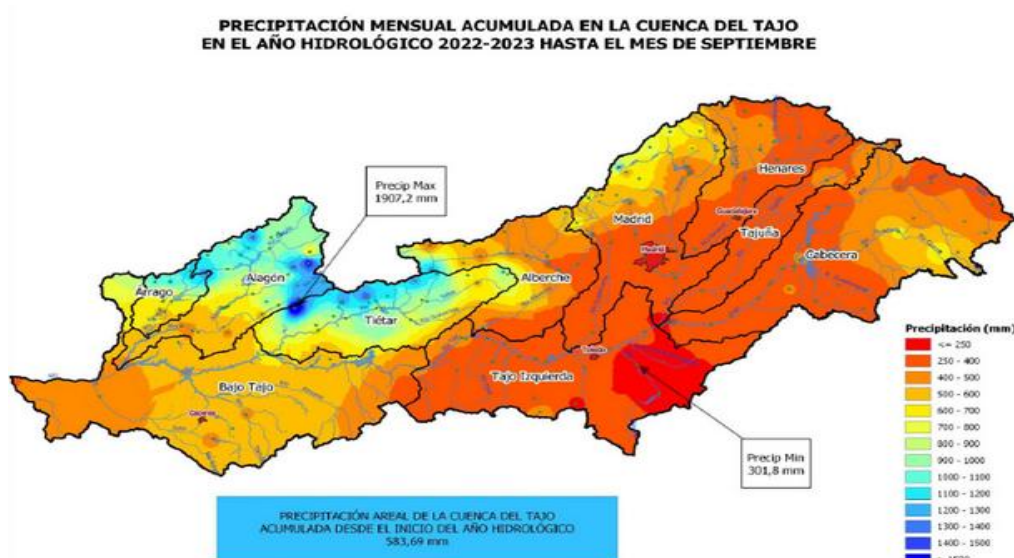 PRECIPITACIÓN MENSUAL ACUMULADA EN LA CUENCA DEL TAJO
EN EL AÑO HIDROLÓGICO 2022-2023 HASTA EL MES DE SEPTIEMBRE
Precip Max
1907,2 mm
Henares
Guadalajara
Madrid
Tajuña
Madrid
Cabecera
Alagón
Árrago
Alberche
Tiétar
Toledo
Tajo Izquierda
Bajo Tajo
Cáceres
Precip Min
301,8 mm
Precipitación (mm)
<= 250
250 - 400
400 - 500
500 - 600
600 - 700
700 - 800
800 - 900
900 - 1000
1000 - 1100
1100 - 1200
1200 - 1300
1300 - 1400
1400 - 1500
PRECIPITACIÓN AREAL DE LA CUENCA DEL TAJO
ACUMULADA DESDE EL INICIO DEL AÑO HIDROLÓGICO
583,69 mm